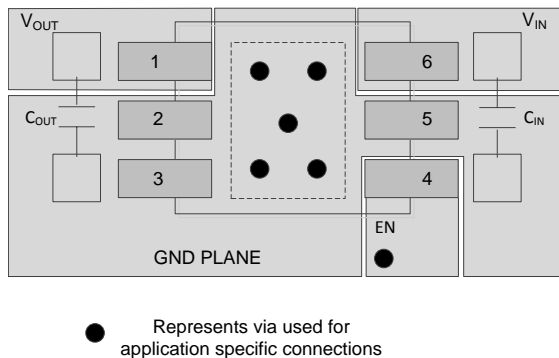 VOUT
VIN
1
6
COUT
2
5
CIN
3
4
EN
GND PLANE
Represents via used for
application specific connections